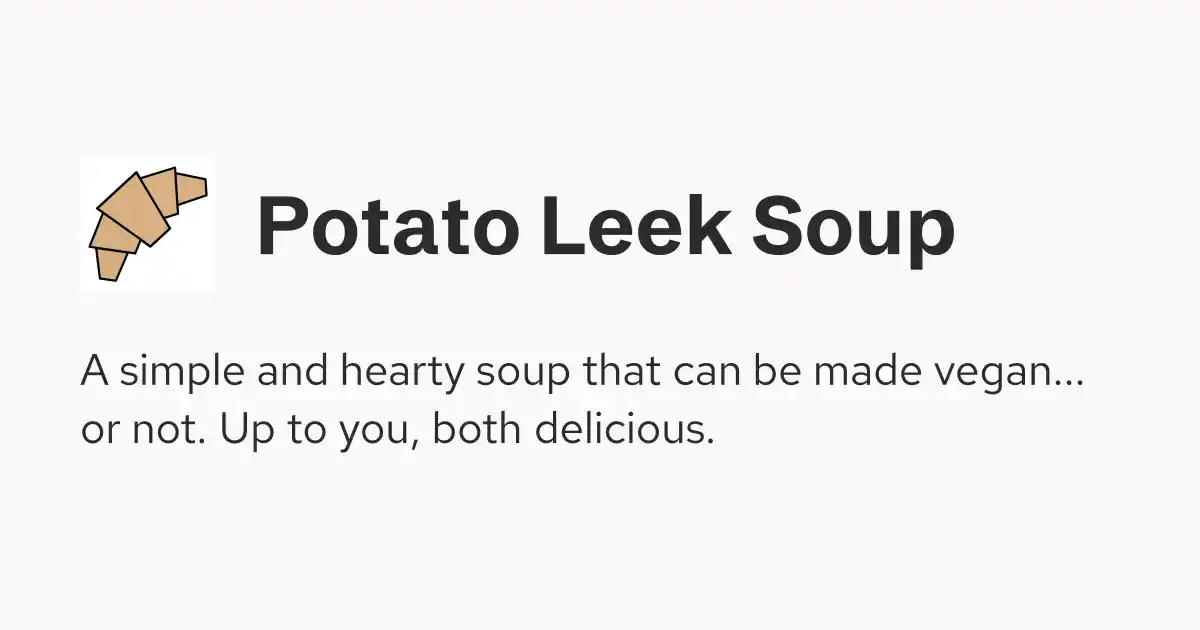 Potato Leek Soup
A simple and hearty soup that can be made vegan...
or not. Up to you, both delicious.